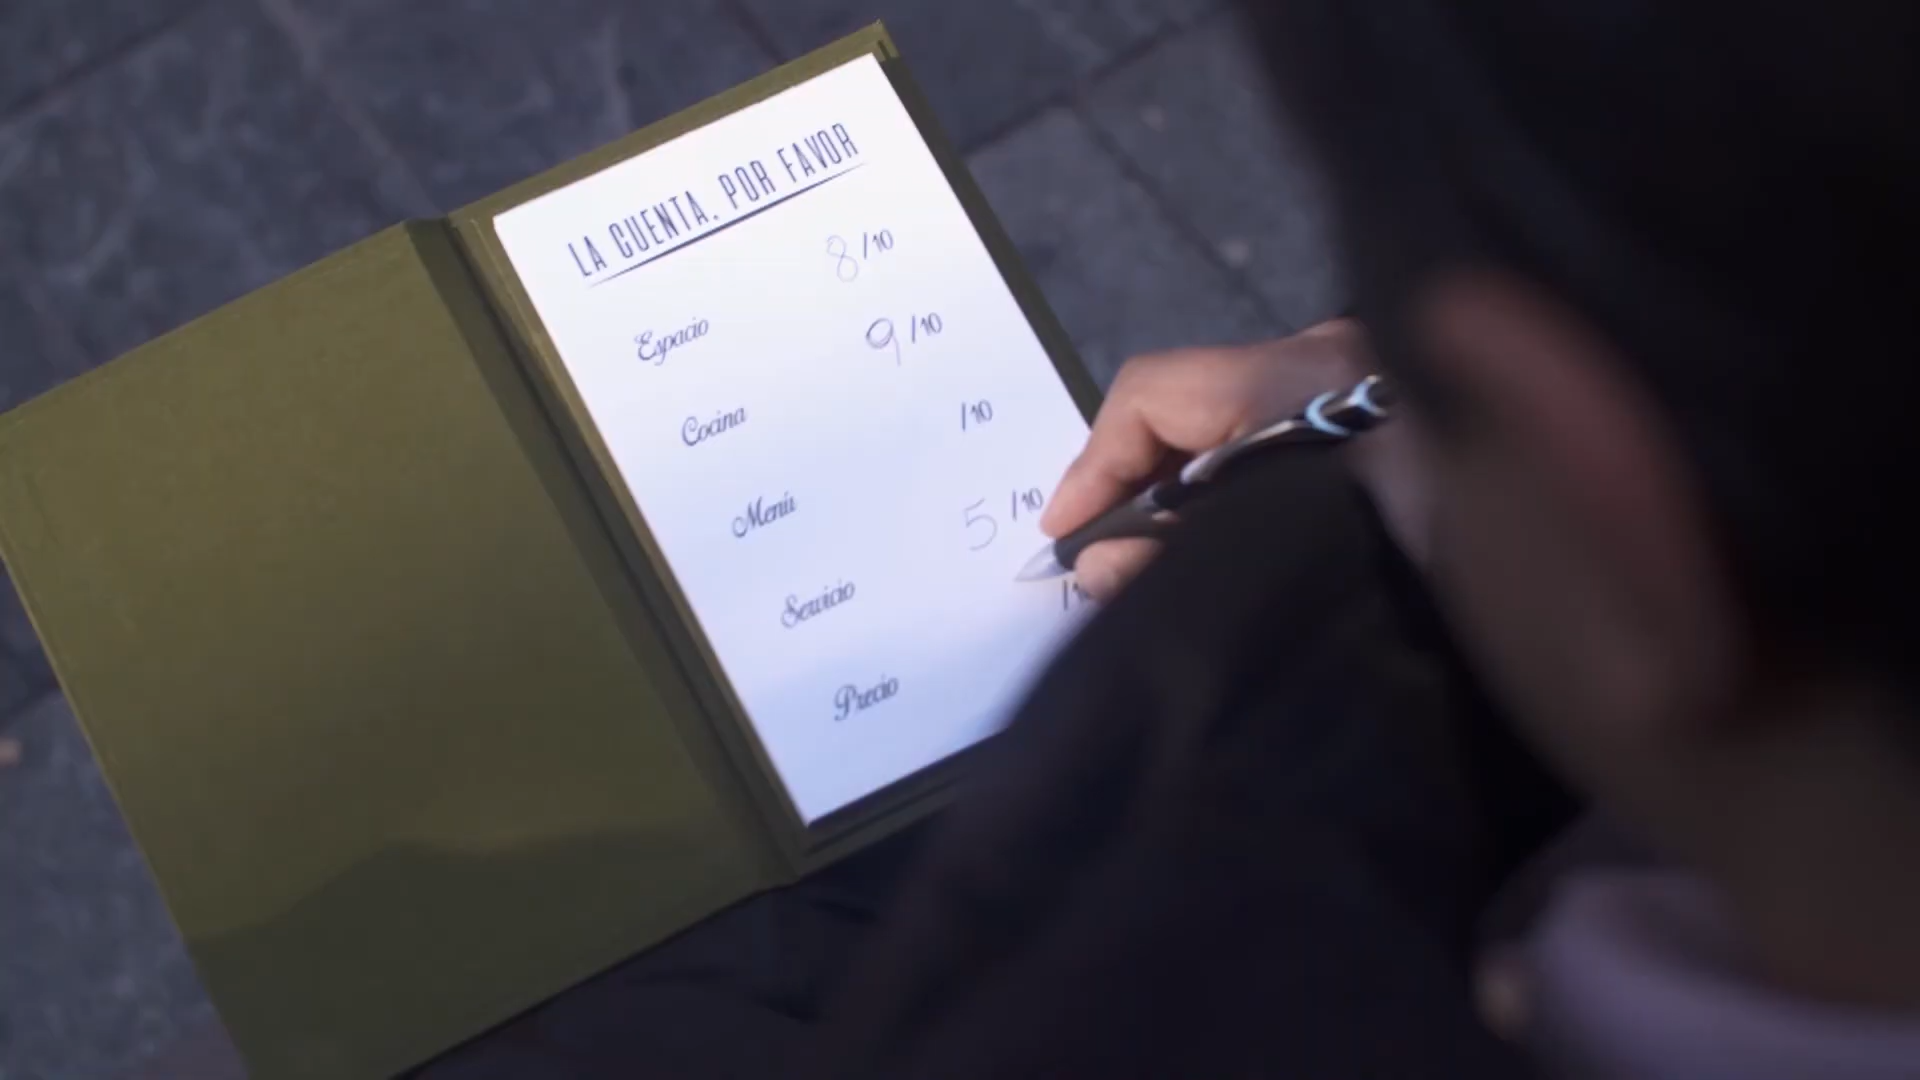 LA CUENTA, POR FAVOR
Espacio 8/10
Cocina 9/10
Menú /10
Servicio 5/10
Precio